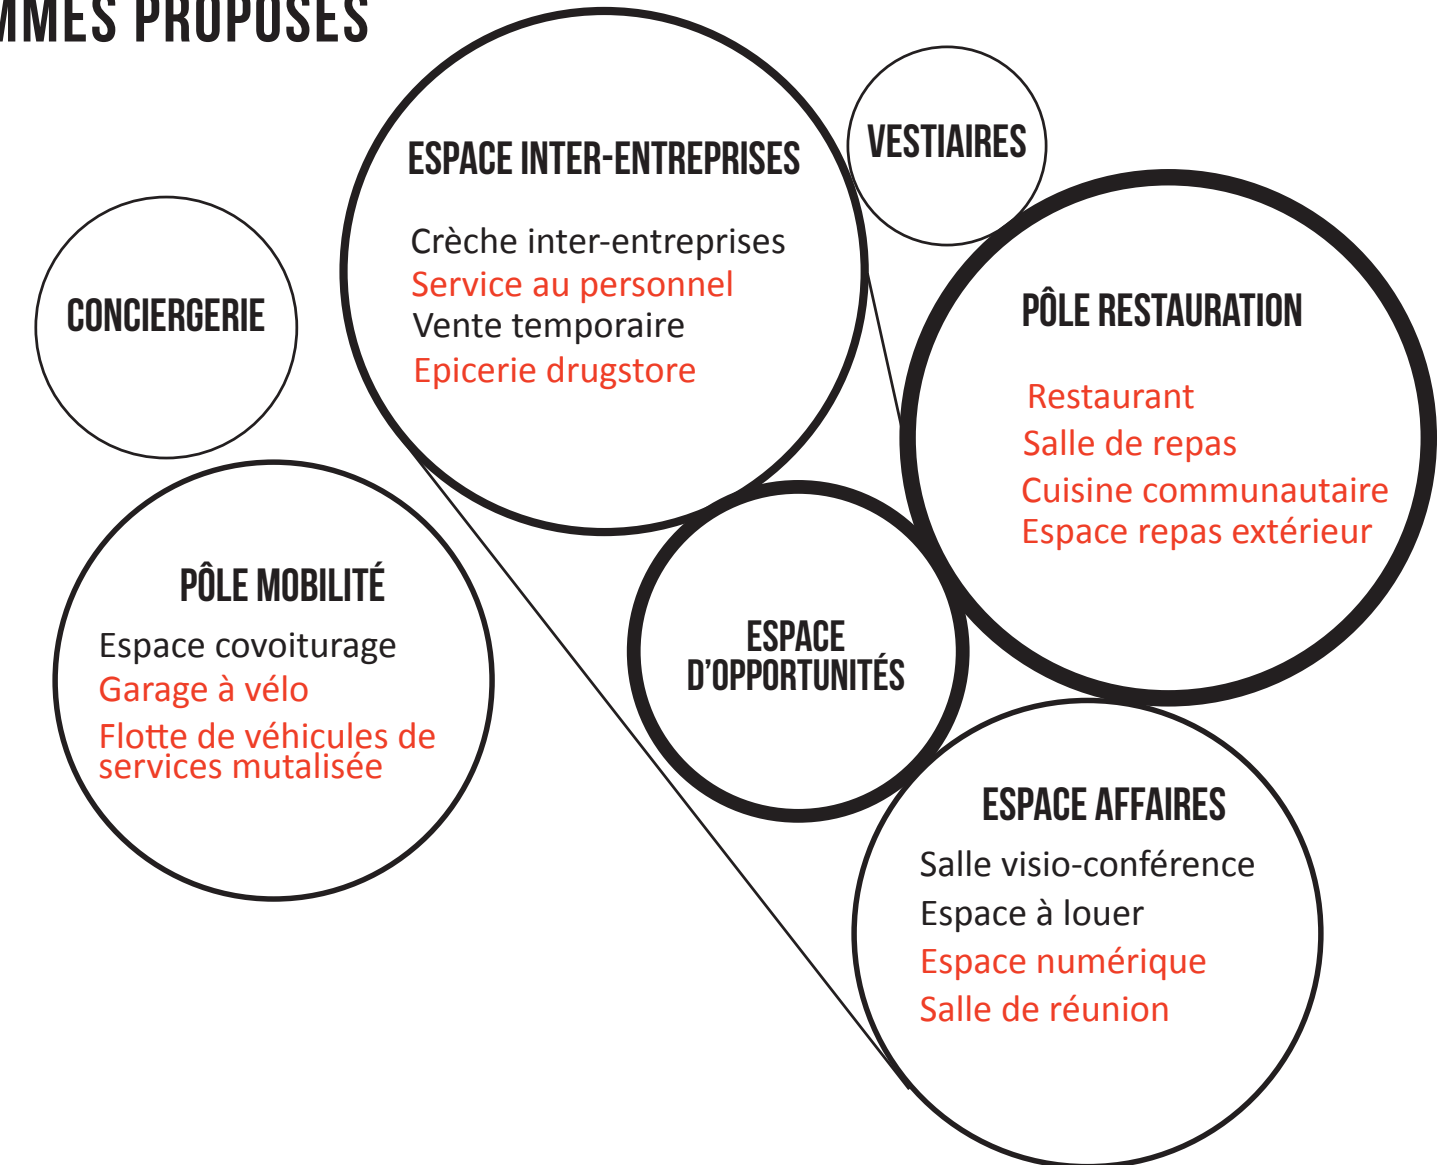 MMES PROPOSÉS
ESPACE INTER-ENTREPRISES
Crèche inter-entreprises
Service au personnel
Vente temporaire
Epicerie drugstore
VESTIAIRES
CONCIERGERIE
PÔLE RESTAURATION
Restaurant
Salle de repas
Cuisine communautaire
Espace repas extérieur
PÔLE MOBILITÉ
Espace covoiturage
Garage à vélo
Flotte de véhicules de
services mutalisée
ESPACE
D'OPPORTUNITÉS
ESPACE AFFAIRES
Salle visio-conférence
Espace à louer
Espace numérique
Salle de réunion